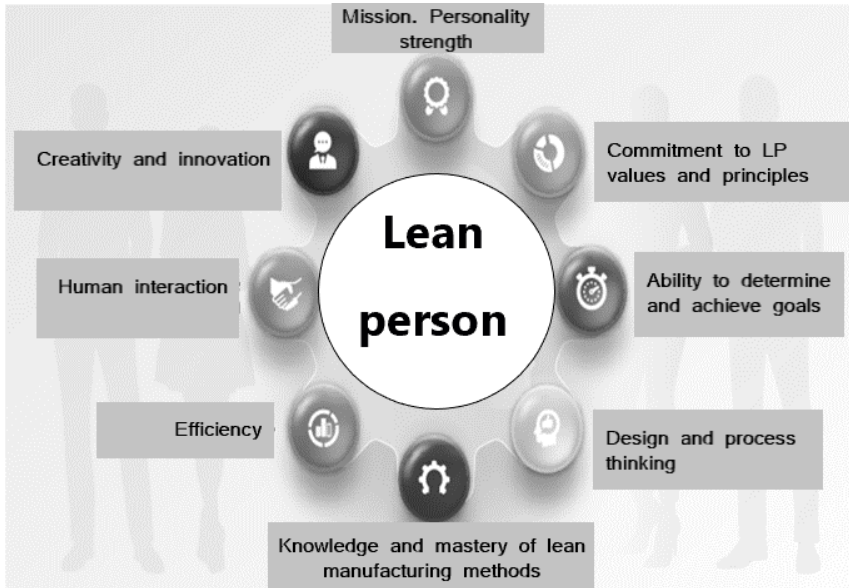 Mission. Personality
strength
Creativity and innovation
Commitment to LP
values and principles
Lean
person
Human interaction
Ability to determine
and achieve goals
Efficiency
Design and process
thinking
Knowledge and mastery of lean
manufacturing methods